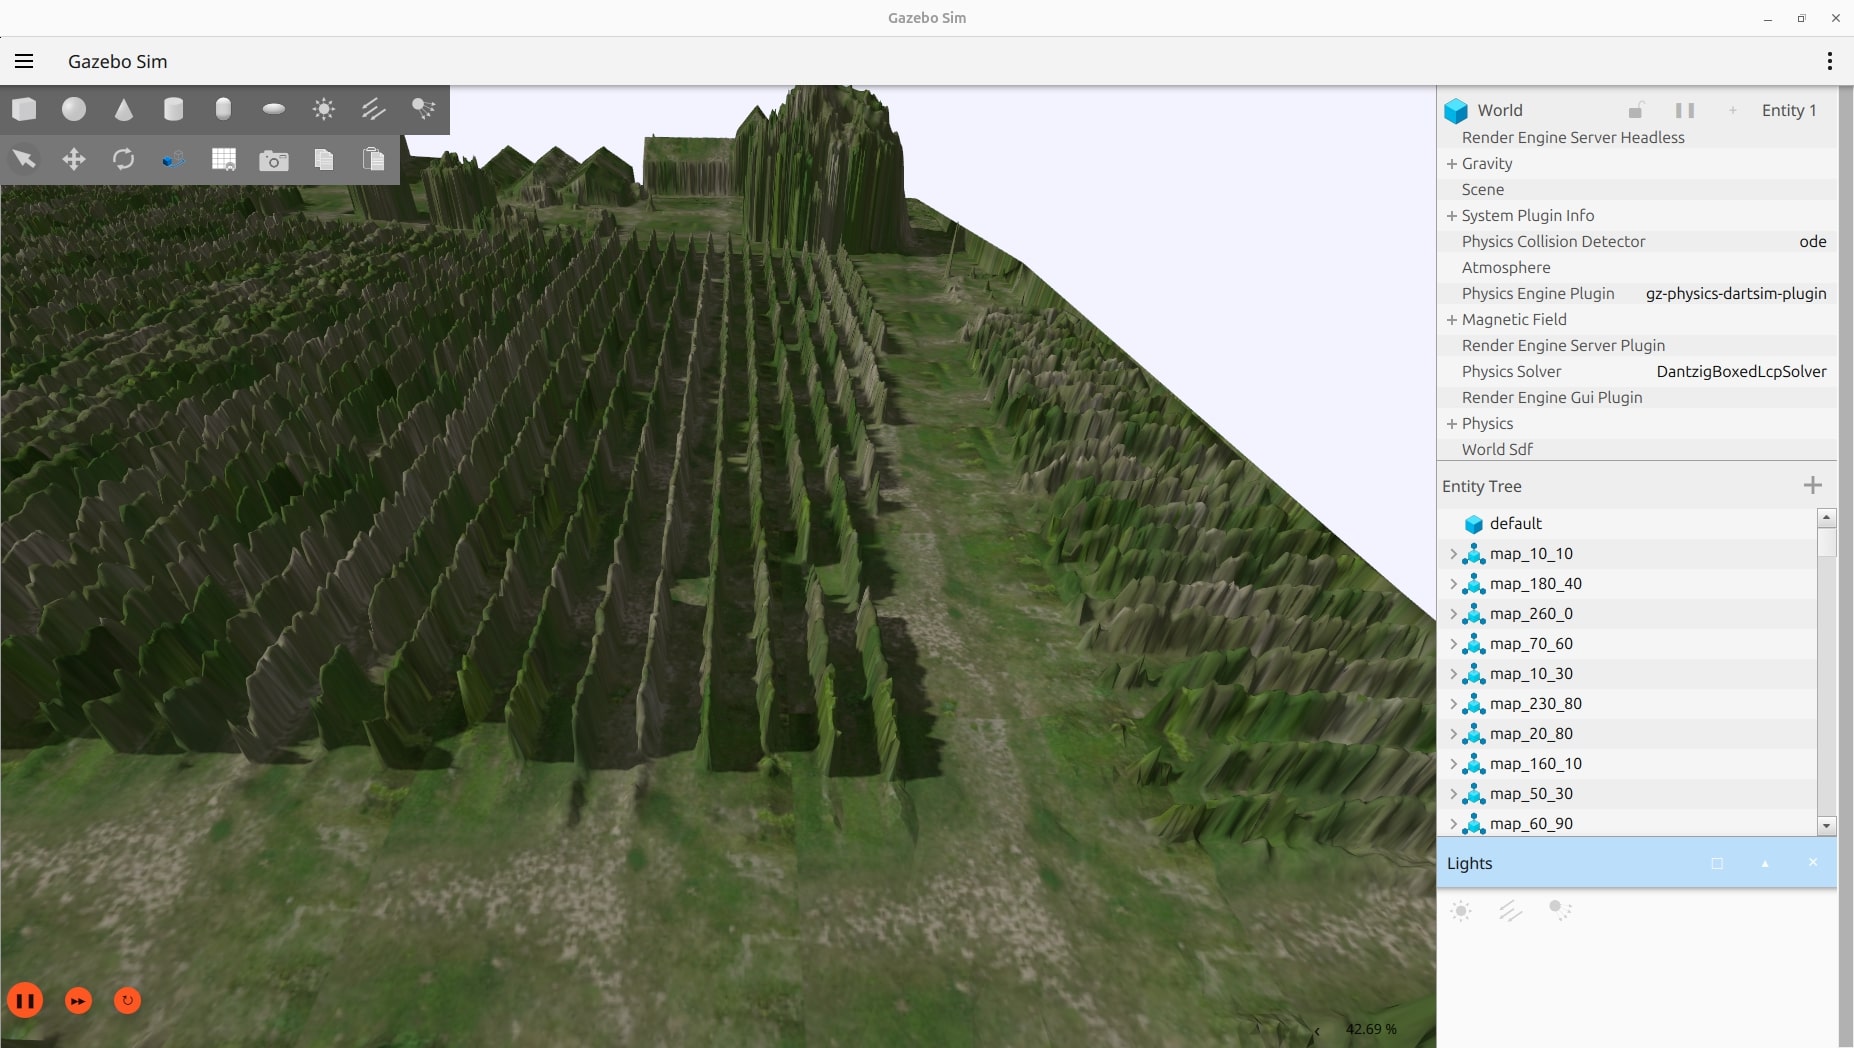 Gazebo Sim
Gazebo Sim
World
Entity 1
Render Engine Server Headless
Gravity
Scene
System Plugin Info
Physics Collision Detector ode
Atmosphere
Physics Engine Plugin gz-physics-dartsim-plugin
Magnetic Field
Render Engine Server Plugin
Physics Solver DantzigBoxedLcpSolver
Render Engine Gui Plugin
Physics
World Sdf
Entity Tree
default
map_10_10
map_180_40
map_260_0
map_70_60
map_10_30
map_230_80
map_20_80
map_160_10
map_50_30
map_60_90
Lights
42.69 %